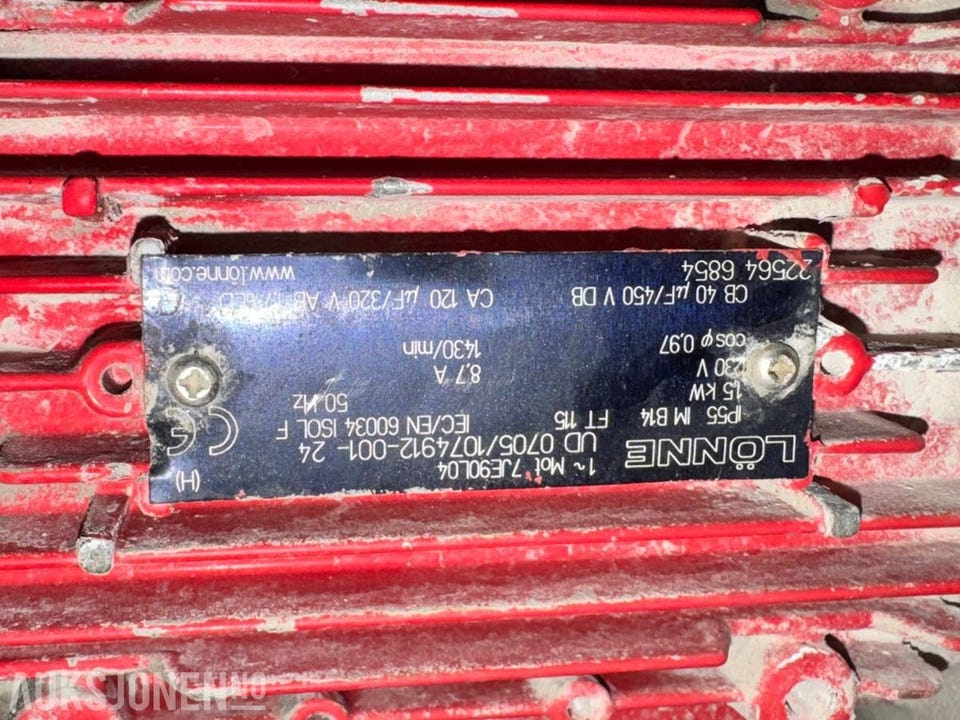 LÖNNE
1~ Mot. 7JE90L04
UD 0705/1074912-001-24
(H)
IP55 IM B14 FT 115 IEC/EN 60034 ISOL F
1,5 kW 50 Hz
230 V 8,7 A
cos φ 0,97 1430/min
CB 40 µF/450 V DB CA 120 µF/320 V AB
22564 6854 www.lonne.com
CE
AUKSJONEN.NO